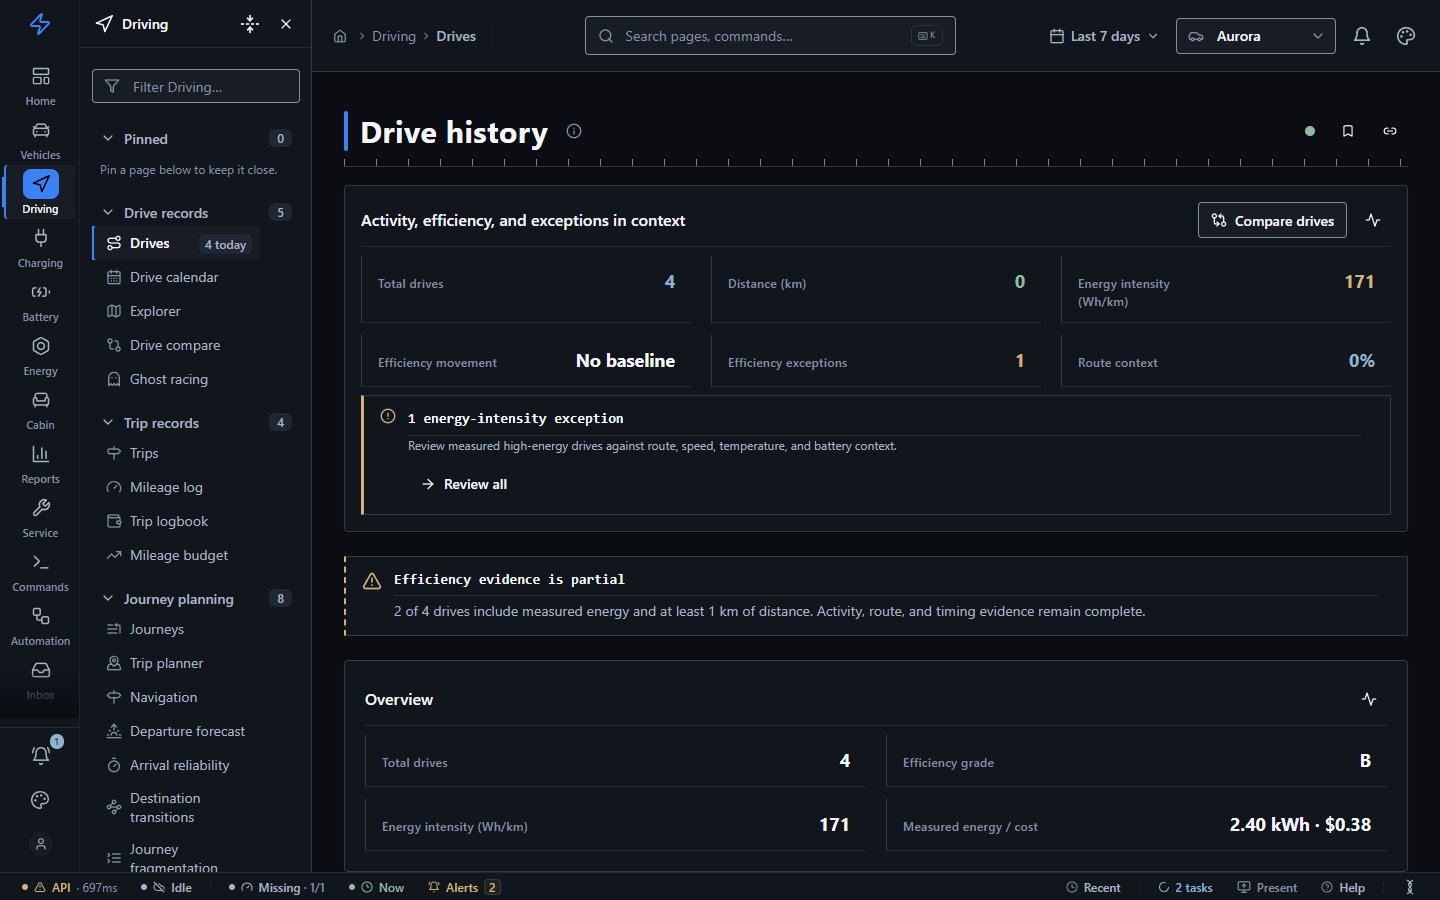 Home
Vehicles
Driving
Charging
Battery
Energy
Cabin
Reports
Service
Commands
Automation
Inbox
1
Driving
Filter Driving...
Pinned 0
Pin a page below to keep it close.
Drive records 5
Drives 4 today
Drive calendar
Explorer
Drive compare
Ghost racing
Trip records 4
Trips
Mileage log
Trip logbook
Mileage budget
Journey planning 8
Journeys
Trip planner
Navigation
Departure forecast
Arrival reliability
Destination
transitions
Journey
fragmentation
Driving Drives
Search pages, commands... K
Last 7 days
Aurora
Drive history
Activity, efficiency, and exceptions in context
Compare drives
Total drives 4
Distance (km) 0
Energy intensity
(Wh/km) 171
Efficiency movement No baseline
Efficiency exceptions 1
Route context 0%
1 energy-intensity exception
Review measured high-energy drives against route, speed, temperature, and battery context.
Review all
Efficiency evidence is partial
2 of 4 drives include measured energy and at least 1 km of distance. Activity, route, and timing evidence remain complete.
Overview
Total drives 4
Efficiency grade B
Energy intensity (Wh/km) 171
Measured energy / cost 2.40 kWh · $0.38
API · 697ms
Idle
Missing · 1/1
Now
Alerts 2
Recent
2 tasks
Present
Help